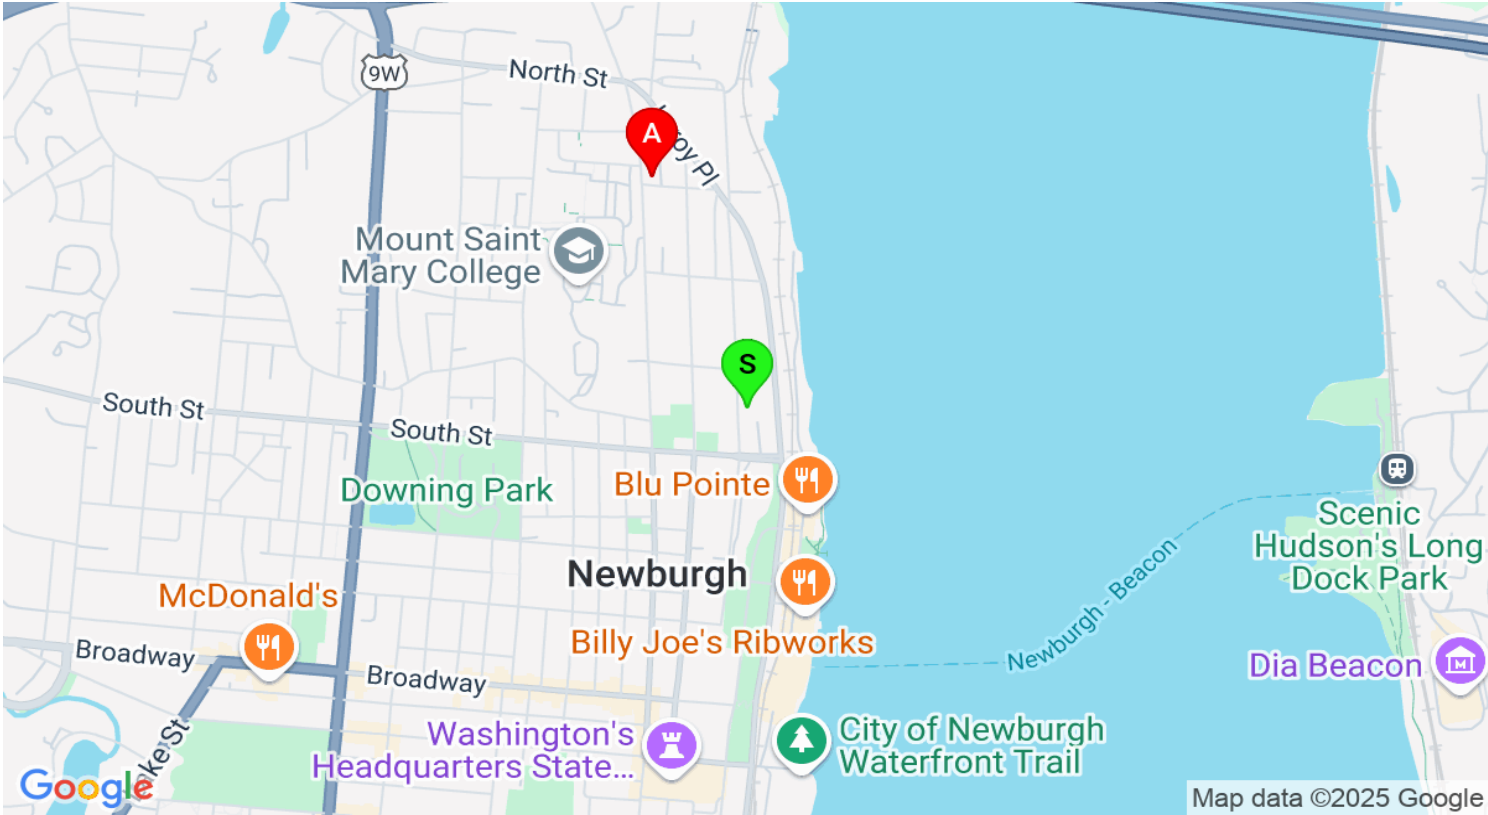 9W
North St
A
Mount Saint
Mary College
S
South St
South St
Blu Pointe
Downing Park
Scenic
Hudson's Long
Dock Park
Newburgh
McDonald's
Newburgh - Beacon
Billy Joe's Ribworks
Broadway
Broadway
Dia Beacon
Washington's
Headquarters State...
City of Newburgh
Waterfront Trail
Google
Map data ©2025 Google